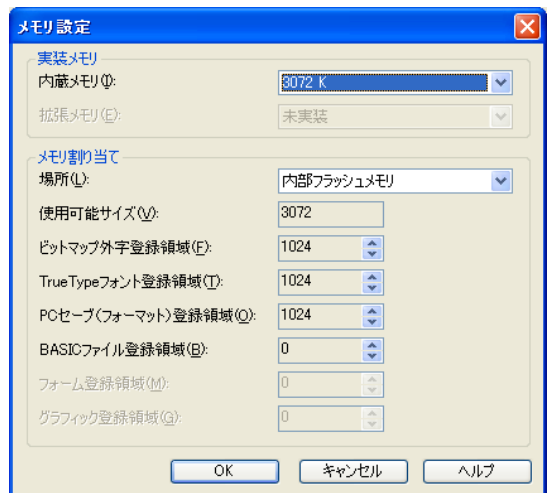 メモリ設定
実装メモリ
内蔵メモリ(I): 3072 K
拡張メモリ(E): 未実装
メモリ割り当て
場所(L): 内部フラッシュメモリ
使用可能サイズ(V): 3072
ビットマップ外字登録領域(F): 1024
TrueTypeフォント登録領域(T): 1024
PCセーブ(フォーマット)登録領域(O): 1024
BASICファイル登録領域(B): 0
フォーム登録領域(M): 0
グラフィック登録領域(G): 0
OK キャンセル ヘルプ